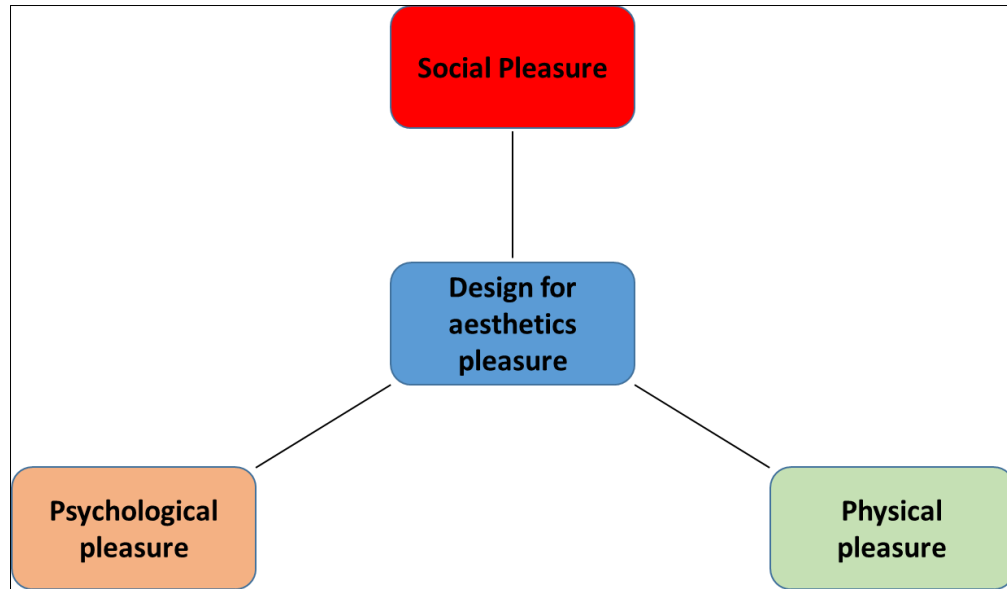 Social Pleasure
Design for
aesthetics
pleasure
Psychological
pleasure
Physical
pleasure